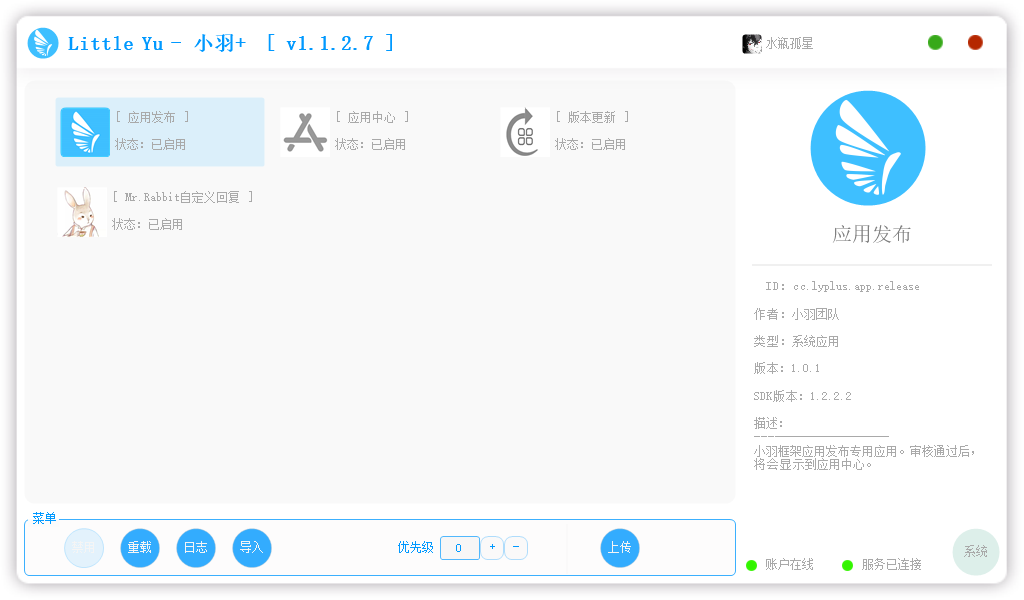 Little Yu - 小羽+ [ v1.1.2.7 ]
水瓶孤星
[ 应用发布 ]
状态: 已启用
[ 应用中心 ]
状态: 已启用
[ 版本更新 ]
状态: 已启用
[ Mr.Rabbit自定义回复 ]
状态: 已启用
应用发布
ID: cc.lyplus.app.release
作者: 小羽团队
类型: 系统应用
版本: 1.0.1
SDK版本: 1.2.2.2
描述:
--------------------
小羽框架应用发布专用应用。审核通过后，
将会显示到应用中心。
菜单
重载
日志
导入
优先级
0
+
-
上传
账户在线
服务已连接
系统